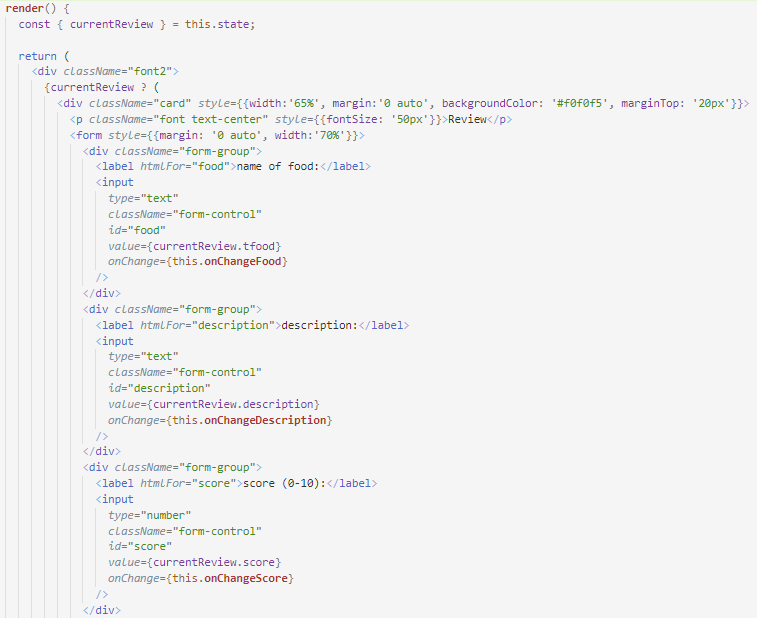 render() {
const { currentReview } = this.state;
return (
<div className="font2">
{currentReview ? (
<div className="card" style={{width:'65%', margin:'0 auto', backgroundColor: '#f0f0f5', marginTop: '20px'}}>
<p className="font text-center" style={{fontSize: '50px'}}>Review</p>
<form style={{margin: '0 auto', width:'70%'}}>
<div className="form-group">
<label htmlFor="food">name of food:</label>
<input
type="text"
className="form-control"
id="food"
value={currentReview.tfood}
onChange={this.onChangeFood}
/>
</div>
<div className="form-group">
<label htmlFor="description">description:</label>
<input
type="text"
className="form-control"
id="description"
value={currentReview.description}
onChange={this.onChangeDescription}
/>
</div>
<div className="form-group">
<label htmlFor="score">score (0-10):</label>
<input
type="number"
className="form-control"
id="score"
value={currentReview.score}
onChange={this.onChangeScore}
/>
</div>